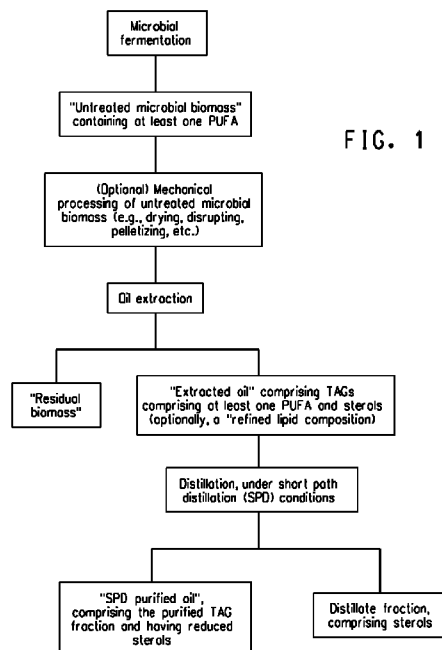 Microbial
fermentation
"Untreated microbial biomass"
containing at least one PUFA
FIG. 1
(Optional) Mechanical
processing of untreated microbial
biomass (e.g., drying, disrupting,
pelletizing, etc.)
Oil extraction
"Residual
biomass"
"Extracted oil" comprising TAGs
comprising at least one PUFA and sterols
(optionally, a "refined lipid composition)
Distillation, under short path
distillation (SPD) conditions
"SPD purified oil",
comprising the purified TAG
fraction and having reduced
sterols
Distillate fraction,
comprising sterols